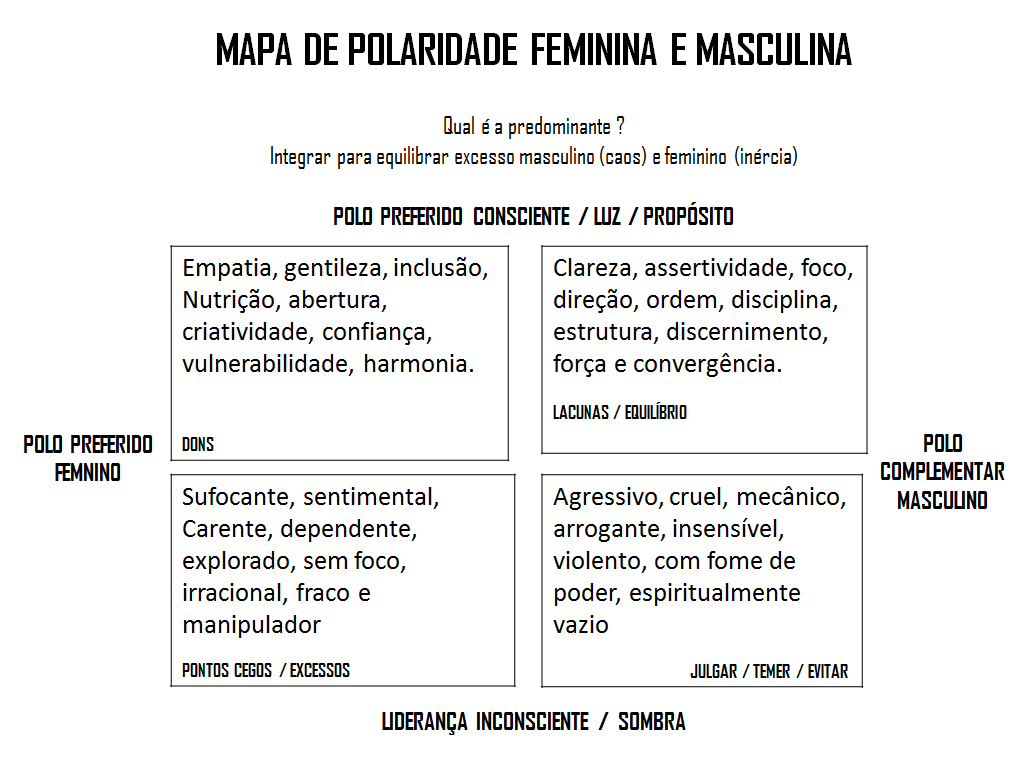 MAPA DE POLARIDADE FEMININA E MASCULINA
Qual é a predominante ?
Integrar para equilibrar excesso masculino (caos) e feminino (inércia)
POLO PREFERIDO CONSCIENTE / LUZ / PROPÓSITO
Empatia, gentileza, inclusão,
Nutrição, abertura,
criatividade, confiança,
vulnerabilidade, harmonia.
DONS
Clareza, assertividade, foco,
direção, ordem, disciplina,
estrutura, discernimento,
força e convergência.
LACUNAS / EQUILÍBRIO
POLO PREFERIDO
FEMNINO
POLO
COMPLEMENTAR
MASCULINO
Sufocante, sentimental,
Carente, dependente,
explorado, sem foco,
irracional, fraco e
manipulador
PONTOS CEGOS / EXCESSOS
Agressivo, cruel, mecânico,
arrogante, insensível,
violento, com fome de
poder, espiritualmente
vazio
JULGAR / TEMER / EVITAR
LIDERANÇA INCONSCIENTE / SOMBRA